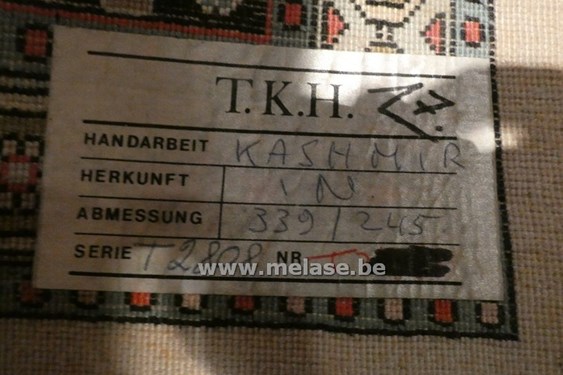 T.K.H.
HANDARBEIT KASHMIR
HERKUNFT IN
ABMESSUNG 339/245
SERIE T2808 NR
www.melase.be